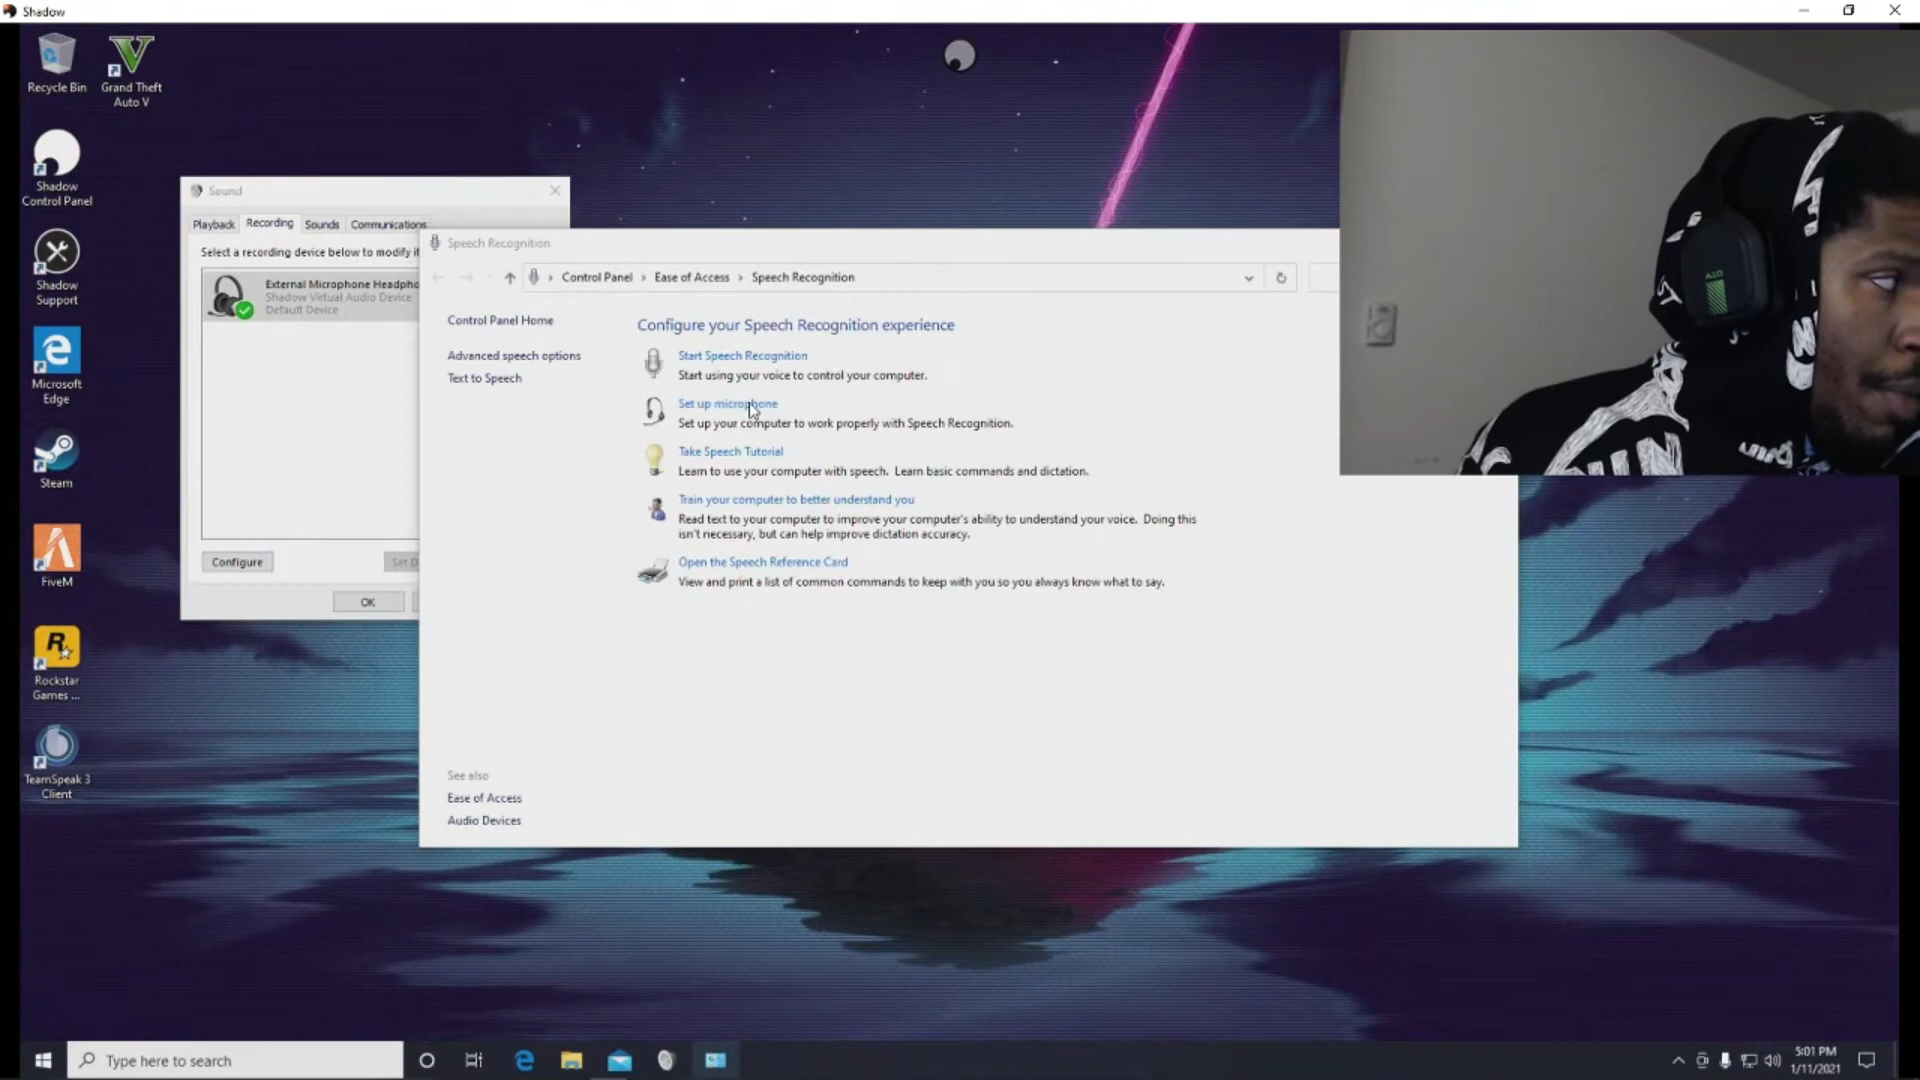 Shadow
Recycle Bin
Grand Theft
Auto V
Shadow
Control Panel
Shadow
Support
Microsoft
Edge
Steam
FiveM
Rockstar
Games ...
TeamSpeak 3
Client
Sound
Playback
Recording
Sounds
Communications
Select a recording device below to modify i
External Microphone Headpho
Shadow Virtual Audio Device
Default Device
Configure
Set D
OK
Speech Recognition
Control Panel > Ease of Access > Speech Recognition
Control Panel Home
Advanced speech options
Text to Speech
Configure your Speech Recognition experience
Start Speech Recognition
Start using your voice to control your computer.
Set up microphone
Set up your computer to work properly with Speech Recognition.
Take Speech Tutorial
Learn to use your computer with speech. Learn basic commands and dictation.
Train your computer to better understand you
Read text to your computer to improve your computer's ability to understand your voice. Doing this
isn't necessary, but can help improve dictation accuracy.
Open the Speech Reference Card
View and print a list of common commands to keep with you so you always know what to say.
See also
Ease of Access
Audio Devices
Type here to search
5:01 PM
1/11/2021